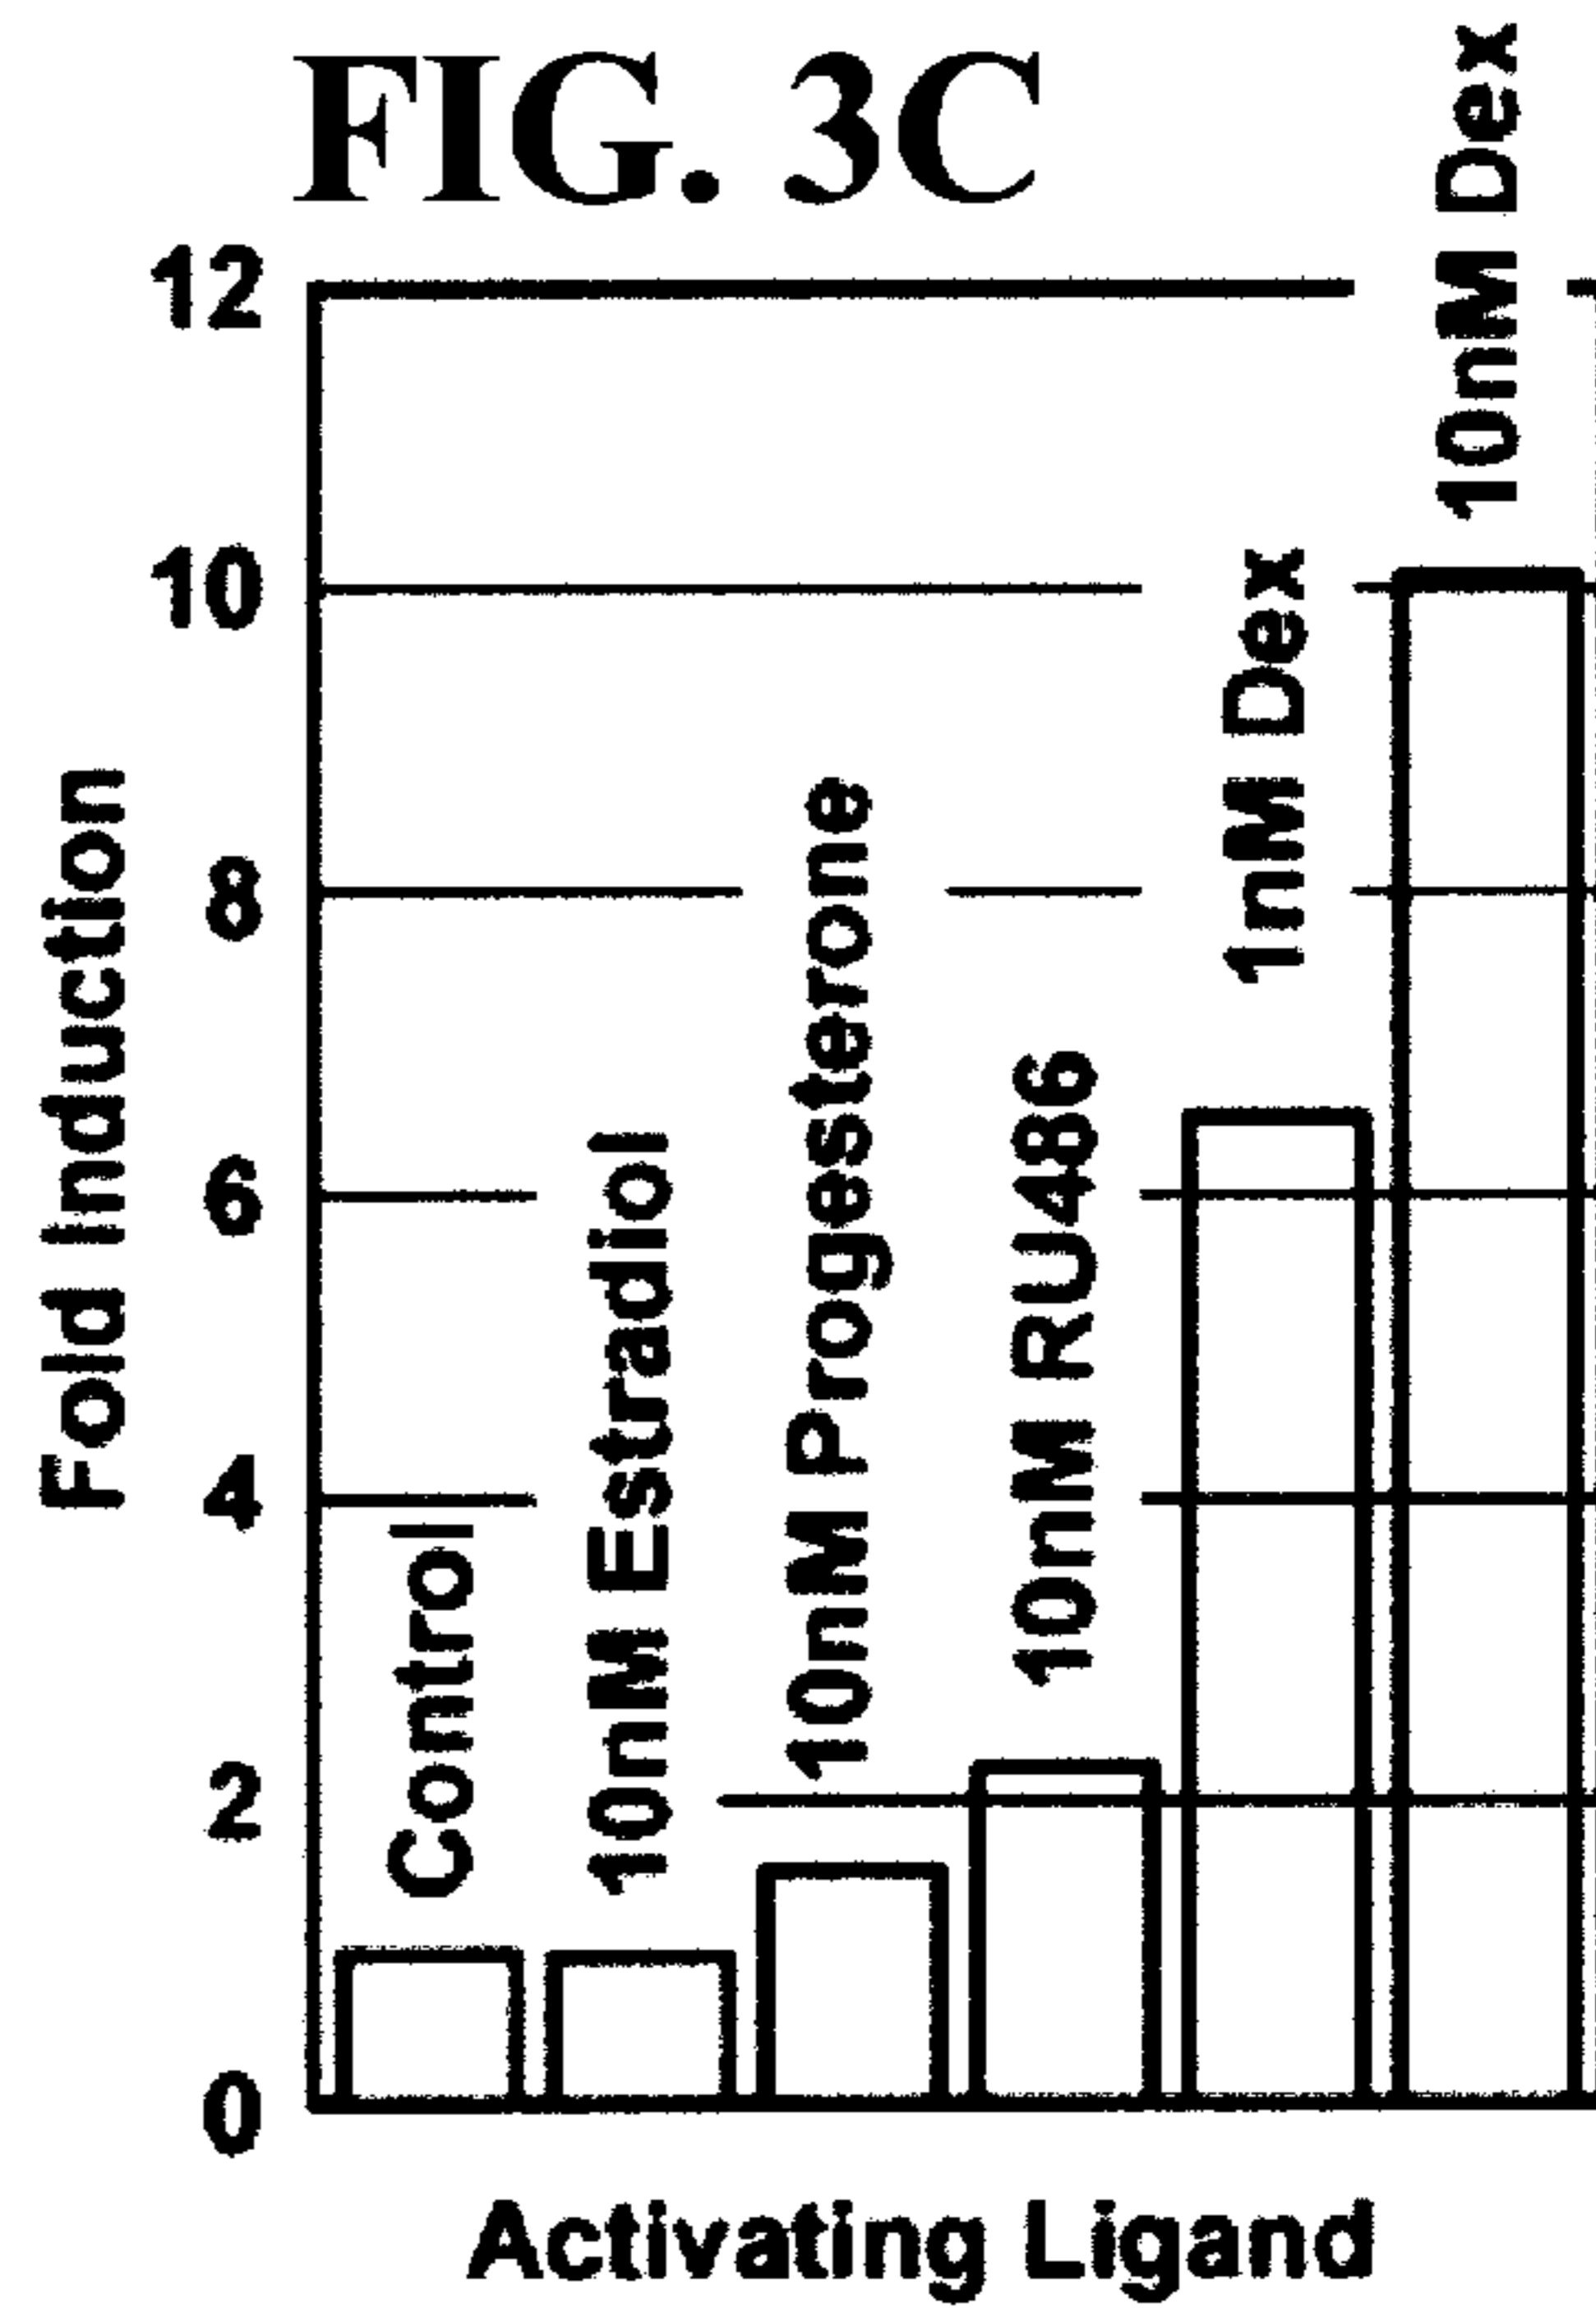 FIG. 3C
12
10
8
6
4
2
0
Fold Induction
Control
10nM Estradiol
10nM Progesterone
10nM RU486
1nM Dex
10nM Dex
Activating Ligand